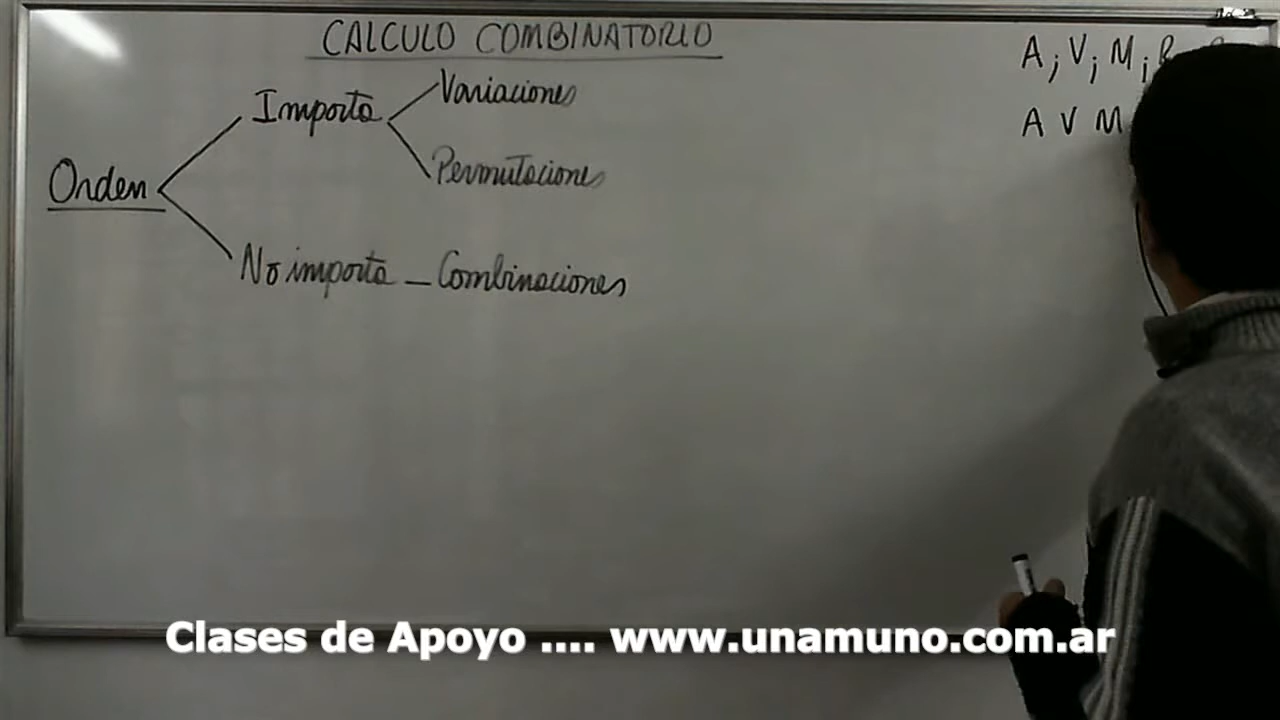 CALCULO COMBINATORIO
Orden
Importa
Variaciones
Permutaciones
No importa - Combinaciones
A; V; M; R
A V M
Clases de Apoyo .... www.unamuno.com.ar